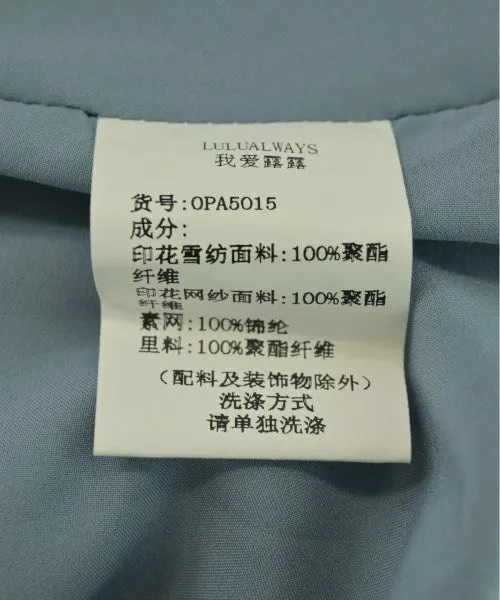 LULUALWAYS
我爱露露
货号:OPA5015
成分:
印花雪纺面料:100%聚酯
纤维
印花网纱面料:100%聚酯
纤维
素网:100%锦纶
里料:100%聚酯纤维
(配料及装饰物除外)
洗涤方式
请单独洗涤